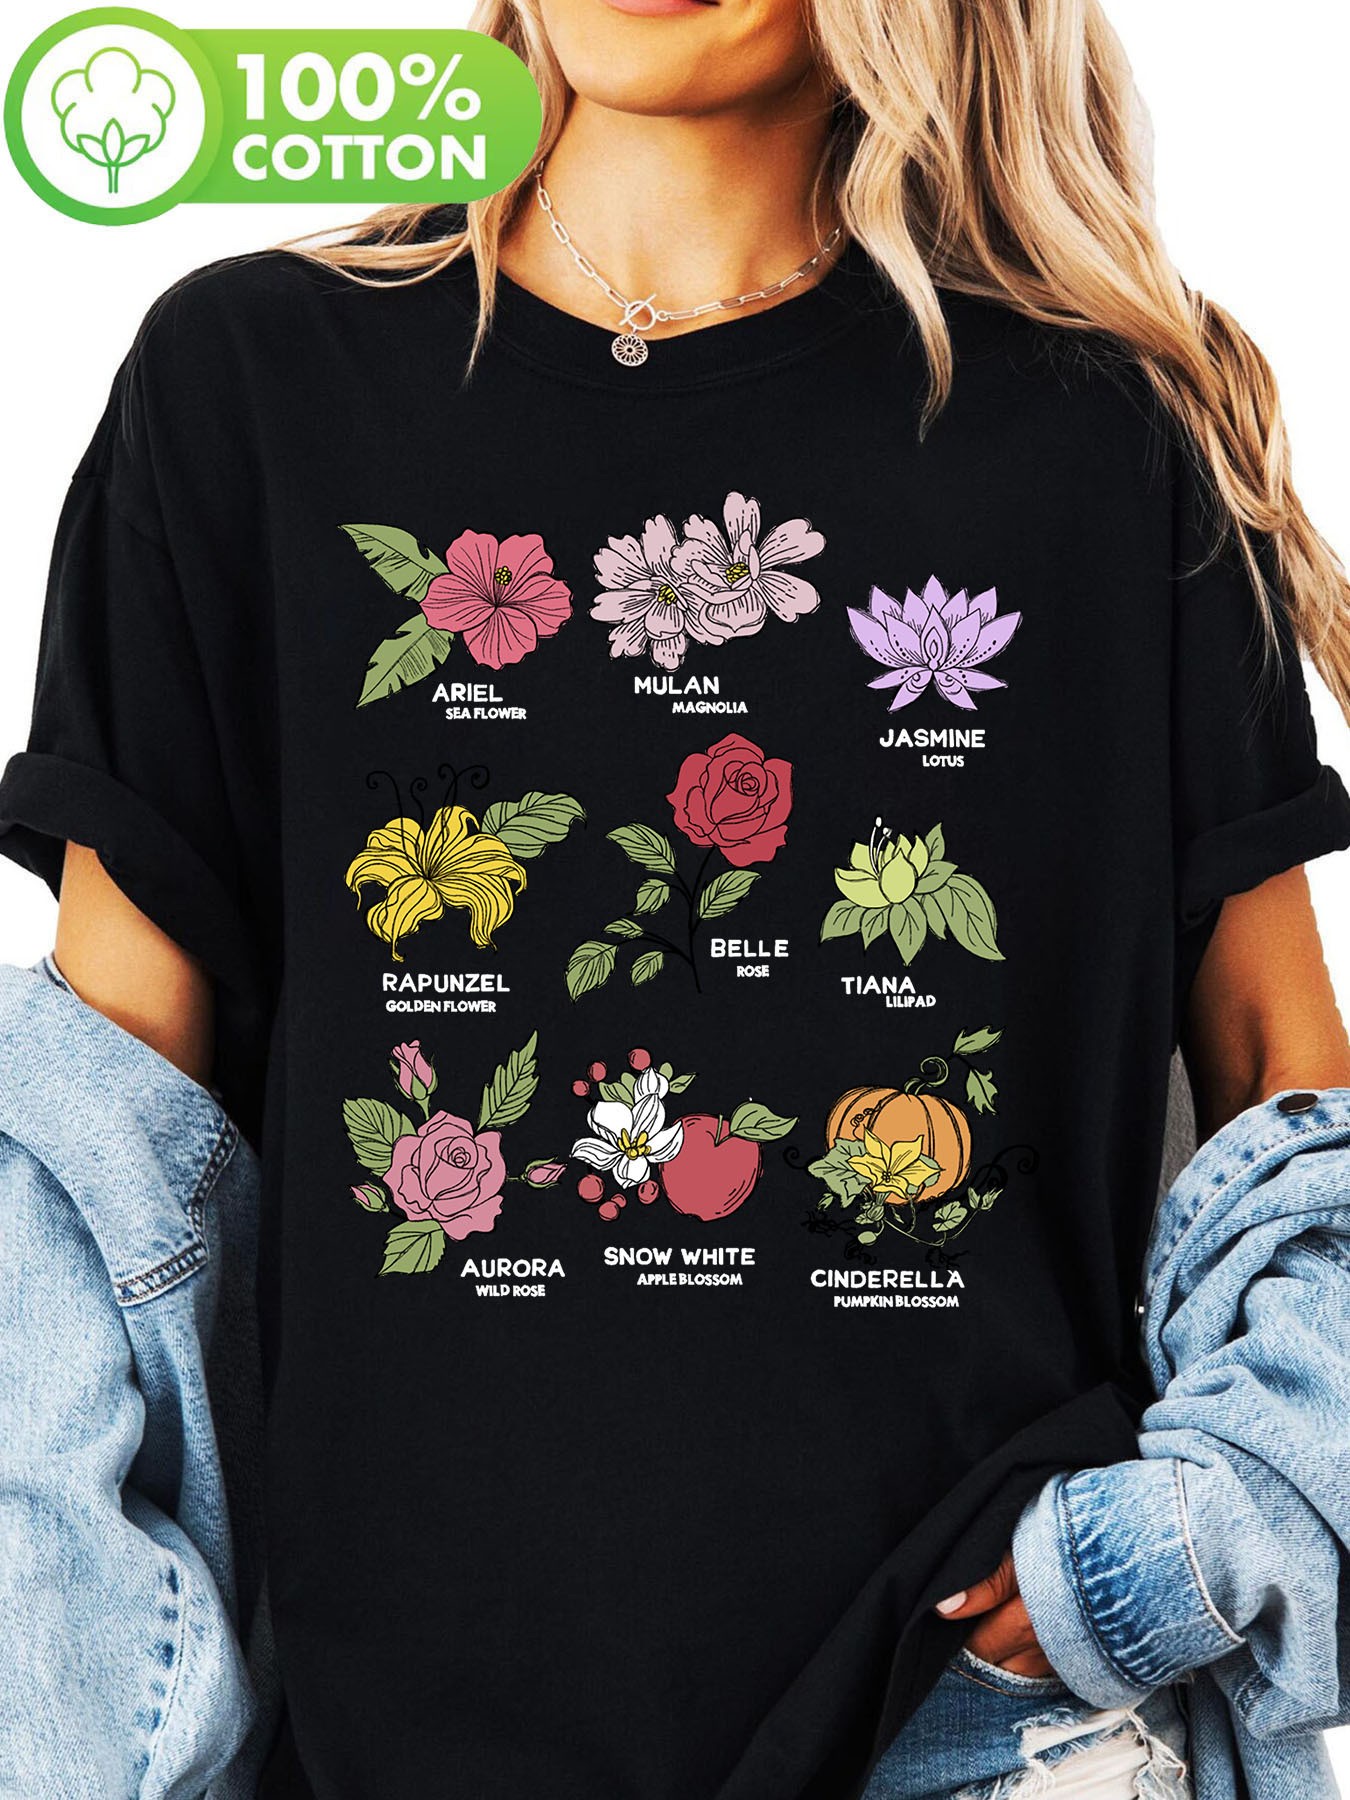 100%
COTTON
ARIEL
SEA FLOWER
MULAN
MAGNOLIA
JASMINE
LOTUS
RAPUNZEL
GOLDEN FLOWER
BELLE
ROSE
TIANA
LILIPAD
AURORA
WILD ROSE
SNOW WHITE
APPLE BLOSSOM
CINDERELLA
PUMPKIN BLOSSOM